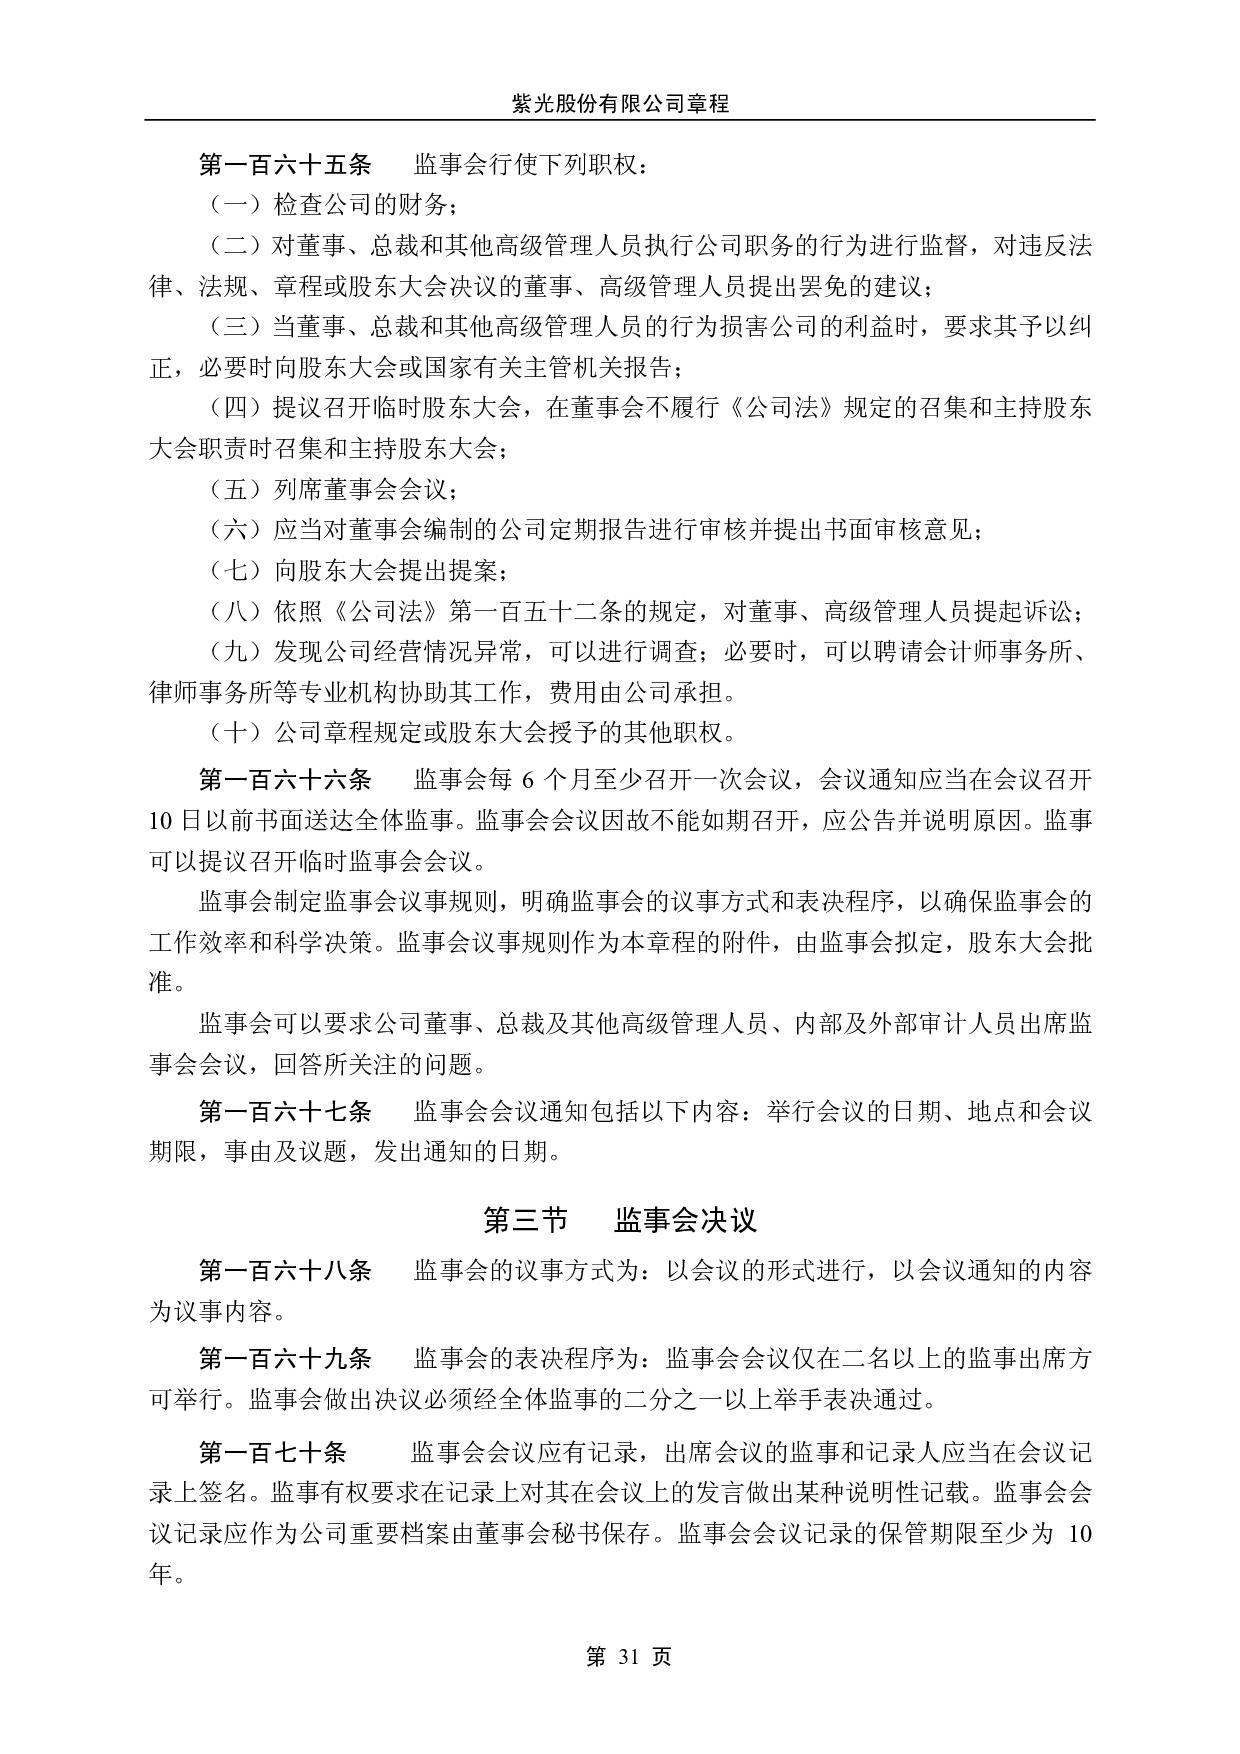 紫光股份有限公司章程
第一百六十五条 监事会行使下列职权：
（一）检查公司的财务；
（二）对董事、总裁和其他高级管理人员执行公司职务的行为进行监督，对违反法
律、法规、章程或股东大会决议的董事、高级管理人员提出罢免的建议；
（三）当董事、总裁和其他高级管理人员的行为损害公司的利益时，要求其予以纠
正，必要时向股东大会或国家有关主管机关报告；
（四）提议召开临时股东大会，在董事会不履行《公司法》规定的召集和主持股东
大会职责时召集和主持股东大会；
（五）列席董事会会议；
（六）应当对董事会编制的公司定期报告进行审核并提出书面审核意见；
（七）向股东大会提出提案；
（八）依照《公司法》第一百五十二条的规定，对董事、高级管理人员提起诉讼；
（九）发现公司经营情况异常，可以进行调查；必要时，可以聘请会计师事务所、
律师事务所等专业机构协助其工作，费用由公司承担。
（十）公司章程规定或股东大会授予的其他职权。
第一百六十六条 监事会每 6 个月至少召开一次会议，会议通知应当在会议召开
10 日以前书面送达全体监事。监事会会议因故不能如期召开，应公告并说明原因。监事
可以提议召开临时监事会会议。
监事会制定监事会议事规则，明确监事会的议事方式和表决程序，以确保监事会的
工作效率和科学决策。监事会议事规则作为本章程的附件，由监事会拟定，股东大会批
准。
监事会可以要求公司董事、总裁及其他高级管理人员、内部及外部审计人员出席监
事会会议，回答所关注的问题。
第一百六十七条 监事会会议通知包括以下内容：举行会议的日期、地点和会议
期限，事由及议题，发出通知的日期。
第三节 监事会决议
第一百六十八条 监事会的议事方式为：以会议的形式进行，以会议通知的内容
为议事内容。
第一百六十九条 监事会的表决程序为：监事会会议仅在二名以上的监事出席方
可举行。监事会做出决议必须经全体监事的二分之一以上举手表决通过。
第一百七十条 监事会会议应有记录，出席会议的监事和记录人应当在会议记
录上签名。监事有权要求在记录上对其在会议上的发言做出某种说明性记载。监事会会
议记录应作为公司重要档案由董事会秘书保存。监事会会议记录的保管期限至少为 10
年。
第 31 页